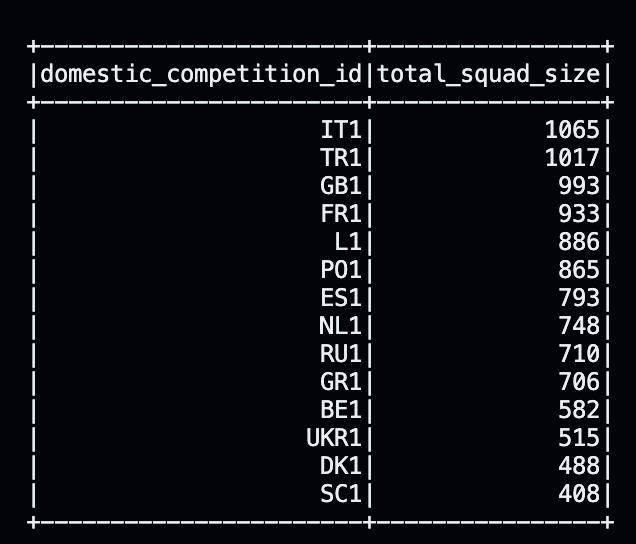 +-----------------------+----------------+
|domestic_competition_id|total_squad_size|
+-----------------------+----------------+
|                    IT1|            1065|
|                    TR1|            1017|
|                    GB1|             993|
|                    FR1|             933|
|                     L1|             886|
|                    PO1|             865|
|                    ES1|             793|
|                    NL1|             748|
|                    RU1|             710|
|                    GR1|             706|
|                    BE1|             582|
|                   UKR1|             515|
|                    DK1|             488|
|                    SC1|             408|
+-----------------------+----------------+